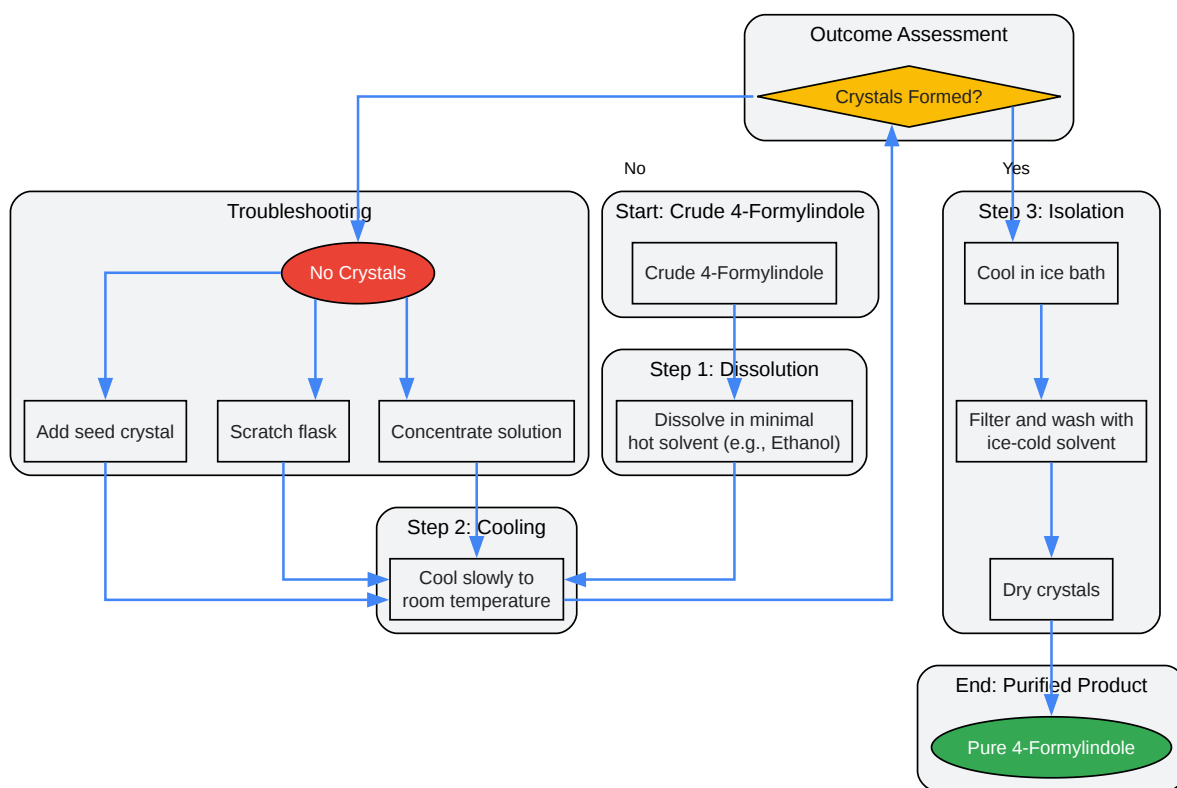 Outcome Assessment
Crystals Formed?
No
Yes
Troubleshooting
No Crystals
Add seed crystal
Scratch flask
Concentrate solution
Start: Crude 4-Formylindole
Crude 4-Formylindole
Step 1: Dissolution
Dissolve in minimal
hot solvent (e.g., Ethanol)
Step 2: Cooling
Cool slowly to
room temperature
Step 3: Isolation
Cool in ice bath
Filter and wash with
ice-cold solvent
Dry crystals
End: Purified Product
Pure 4-Formylindole